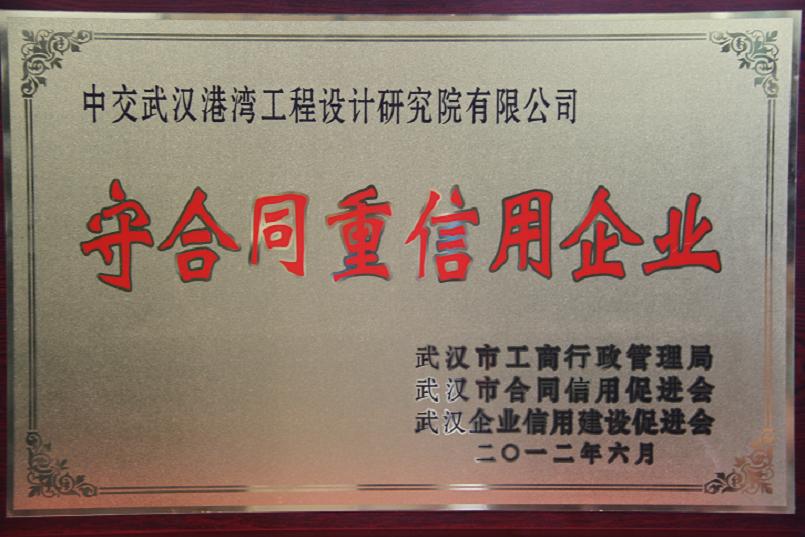 中交武汉港湾工程设计研究院有限公司
守合同重信用企业
武汉市工商行政管理局
武汉市合同信用促进会
武汉企业信用建设促进会
二〇一二年六月